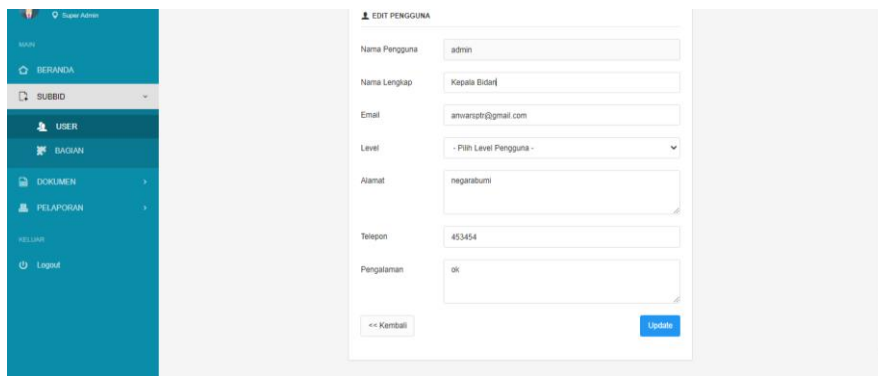 Super Admin
MAIN
BERANDA
SUBBID
USER
BAGIAN
DOKUMEN
PELAPORAN
KELUAR
Logout
EDIT PENGGUNA
Nama Pengguna admin
Nama Lengkap Kepala Bidan
Email anwarsptr@gmail.com
Level - Pilih Level Pengguna -
Alamat negarabumi
Telepon 453454
Pengalaman ok
<< Kembali Update